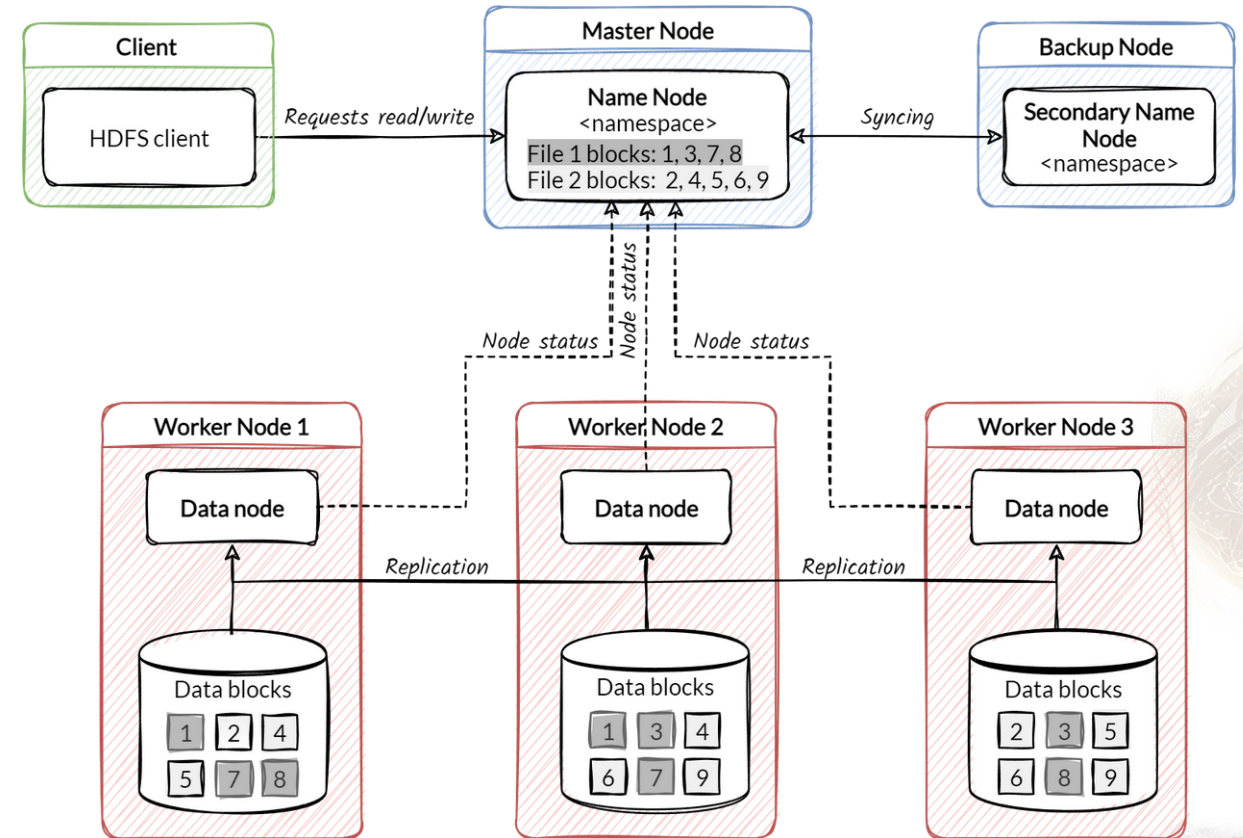 Client
HDFS client
Requests read/write
Master Node
Name Node
<namespace>
File 1 blocks: 1, 3, 7, 8
File 2 blocks: 2, 4, 5, 6, 9
Syncing
Backup Node
Secondary Name
Node
<namespace>
Node status
Node status
Node status
Worker Node 1
Data node
Worker Node 2
Data node
Worker Node 3
Data node
Replication
Replication
Data blocks
1 2 4
5 7 8
Data blocks
1 3 4
6 7 9
Data blocks
2 3 5
6 8 9